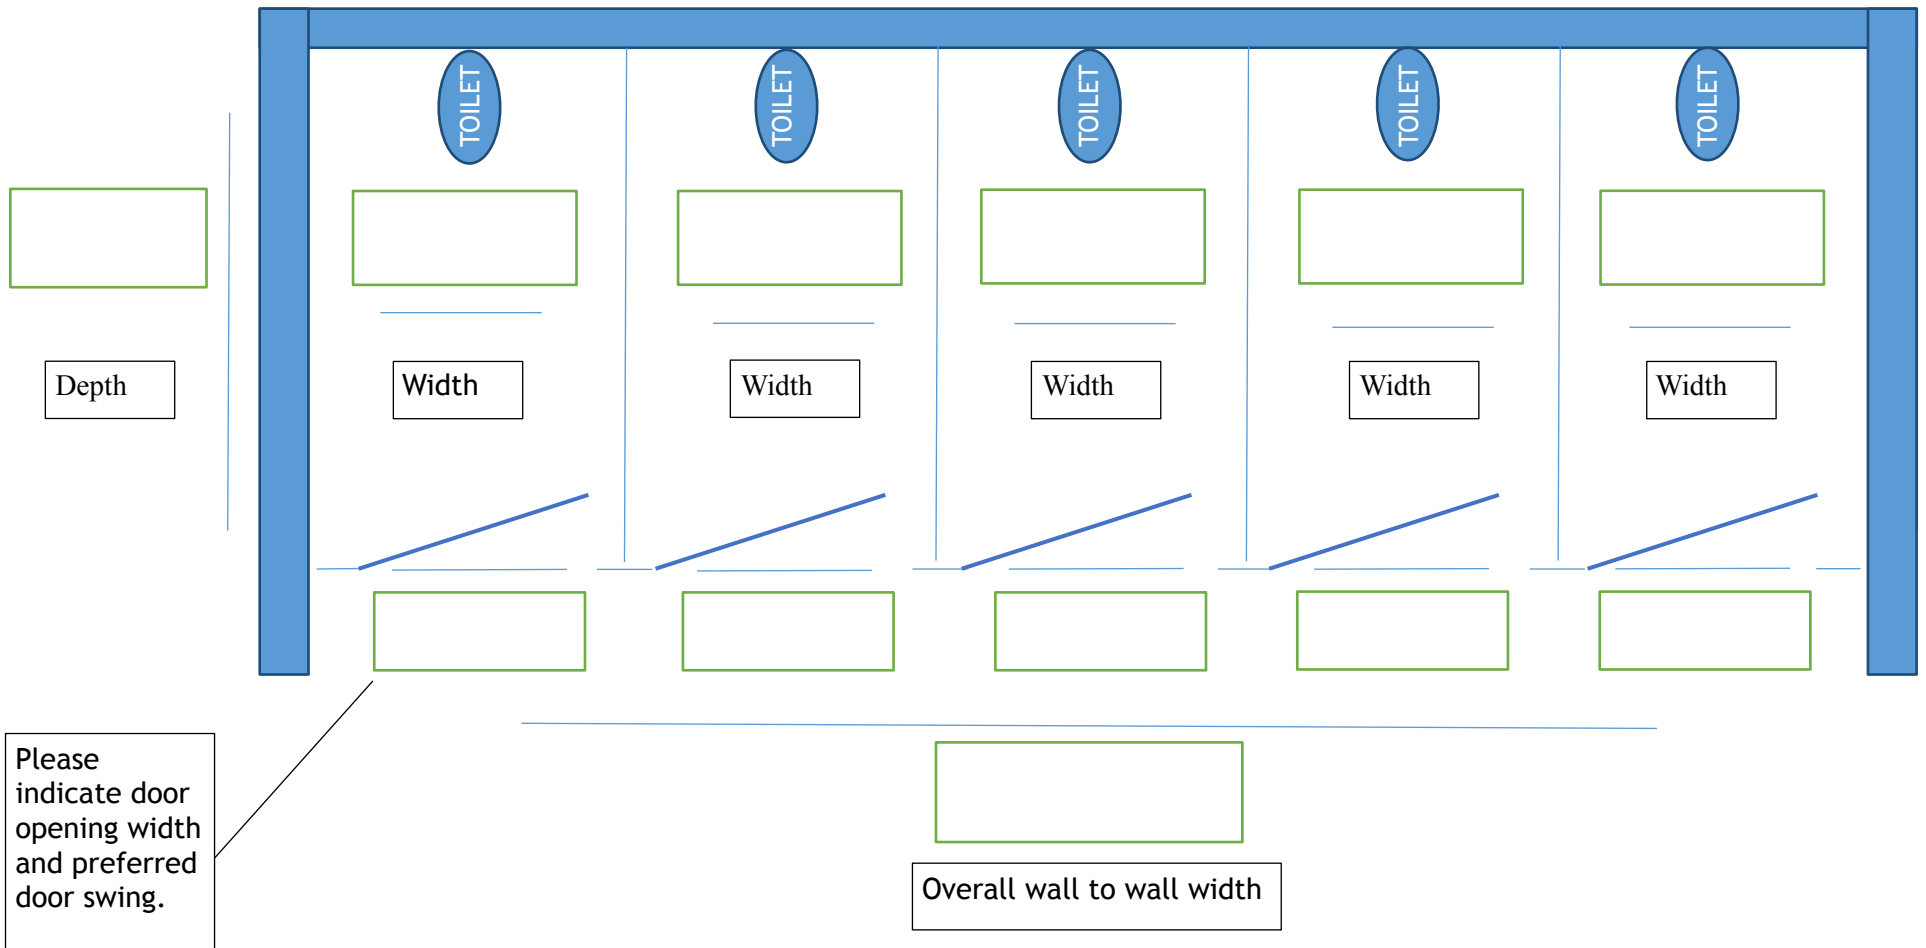 TOILET
TOILET
TOILET
TOILET
TOILET
Depth
Width
Width
Width
Width
Width
Please
indicate door
opening width
and preferred
door swing.
Overall wall to wall width